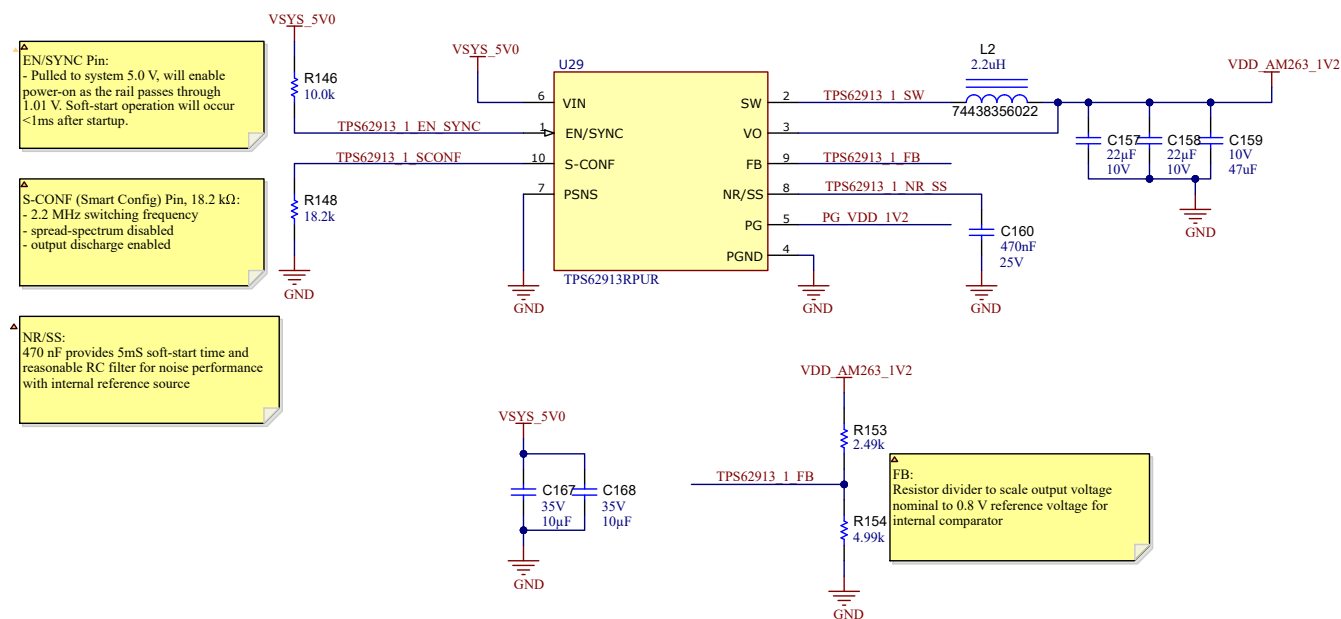 VSYS_5V0
EN/SYNC Pin:
- Pulled to system 5.0 V, will enable
power-on as the rail passes through
1.01 V. Soft-start operation will occur
<1ms after startup.
R146
10.0k
TPS62913_1_EN_SYNC
TPS62913_1_SCONF
S-CONF (Smart Config) Pin, 18.2 kΩ:
- 2.2 MHz switching frequency
- spread-spectrum disabled
- output discharge enabled
R148
18.2k
GND
NR/SS:
470 nF provides 5mS soft-start time and
reasonable RC filter for noise performance
with internal reference source
VSYS_5V0
U29
6 VIN
1 EN/SYNC
10 S-CONF
7 PSNS
SW 2
VO 3
FB 9
NR/SS 8
PG 5
PGND 4
TPS62913RPUR
GND
TPS62913_1_SW
TPS62913_1_FB
TPS62913_1_NR_SS
PG_VDD_1V2
GND
L2
2.2uH
74438356022
VDD_AM263_1V2
C157
22µF
10V
C158
22µF
10V
C159
10V
47uF
GND
C160
470nF
25V
GND
VSYS_5V0
C167
35V
10µF
C168
35V
10µF
GND
VDD_AM263_1V2
R153
2.49k
TPS62913_1_FB
R154
4.99k
GND
FB:
Resistor divider to scale output voltage
nominal to 0.8 V reference voltage for
internal comparator